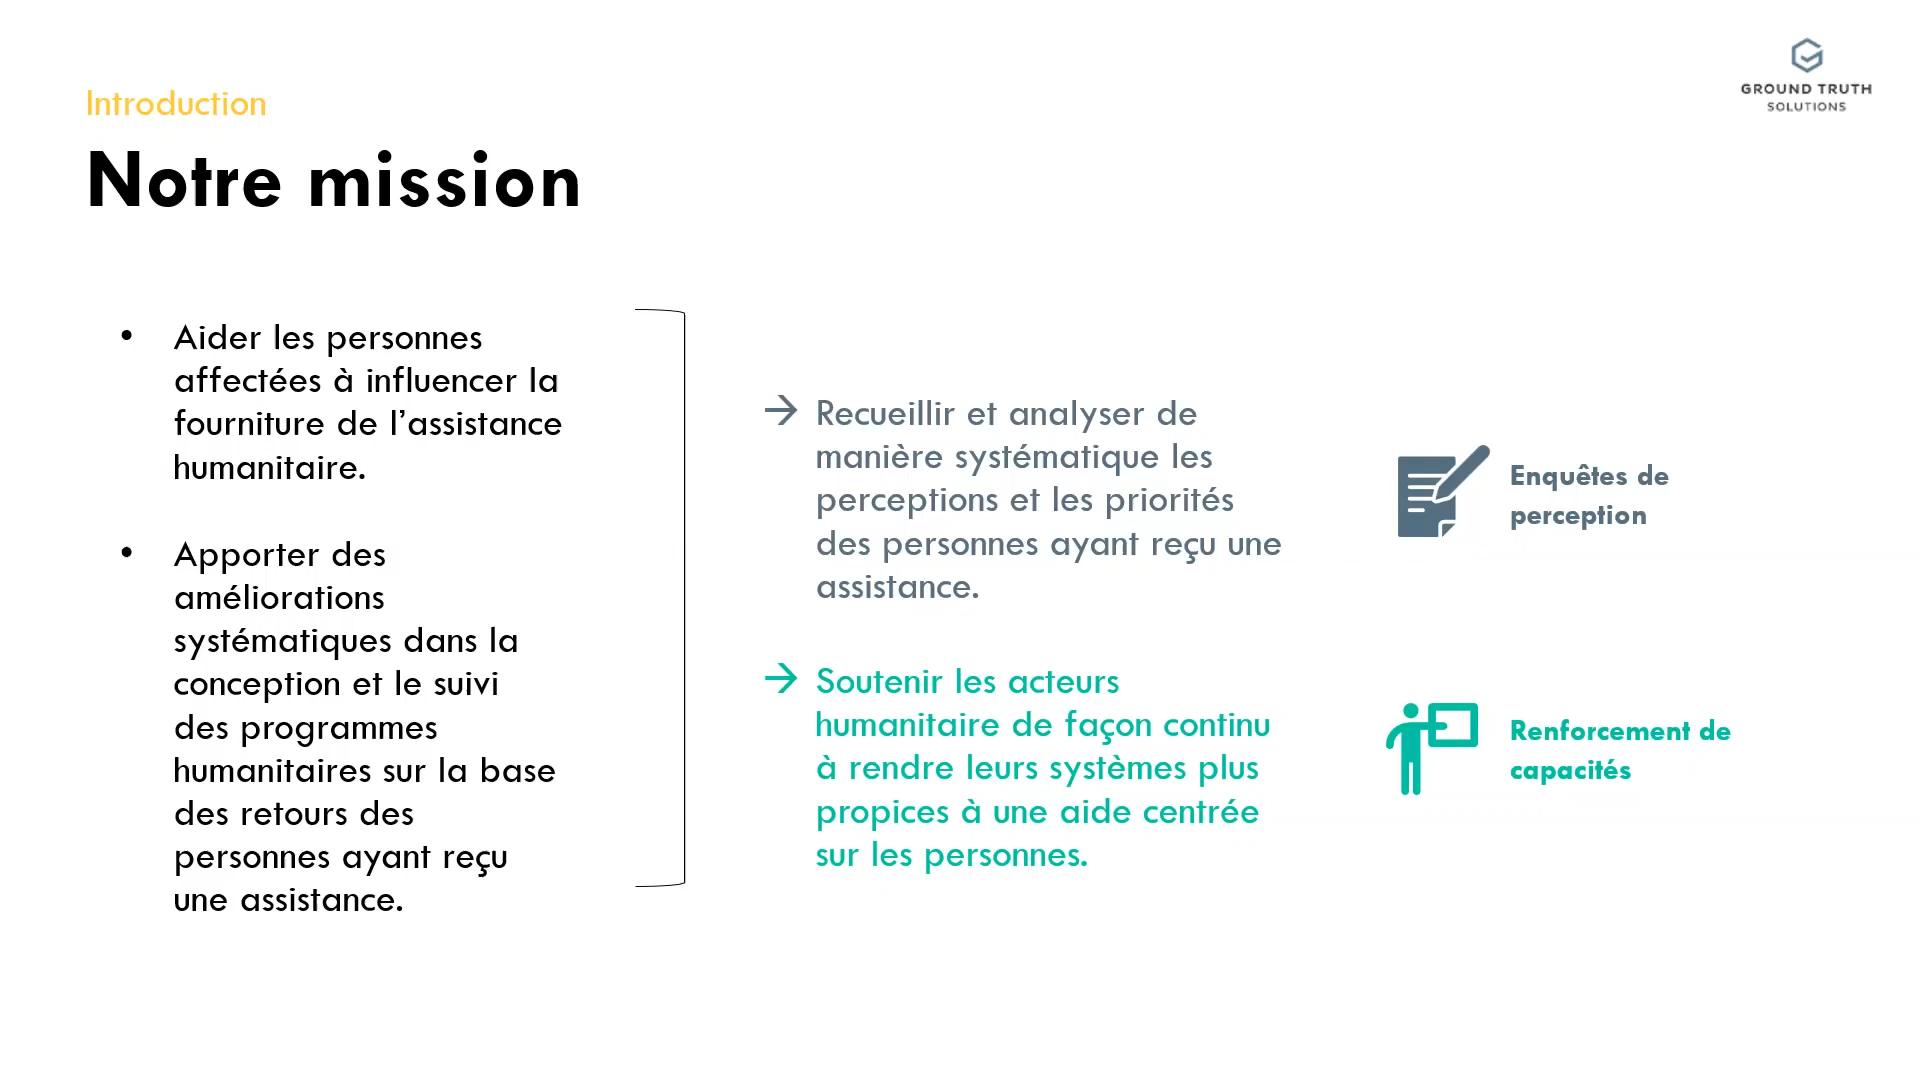 Introduction
GROUND TRUTH
SOLUTIONS
Notre mission
• Aider les personnes
affectées à influencer la
fourniture de l’assistance
humanitaire.
• Apporter des
améliorations
systématiques dans la
conception et le suivi
des programmes
humanitaires sur la base
des retours des
personnes ayant reçu
une assistance.
→ Recueillir et analyser de
manière systématique les
perceptions et les priorités
des personnes ayant reçu une
assistance.
→ Soutenir les acteurs
humanitaire de façon continu
à rendre leurs systèmes plus
propices à une aide centrée
sur les personnes.
Enquêtes de
perception
Renforcement de
capacités